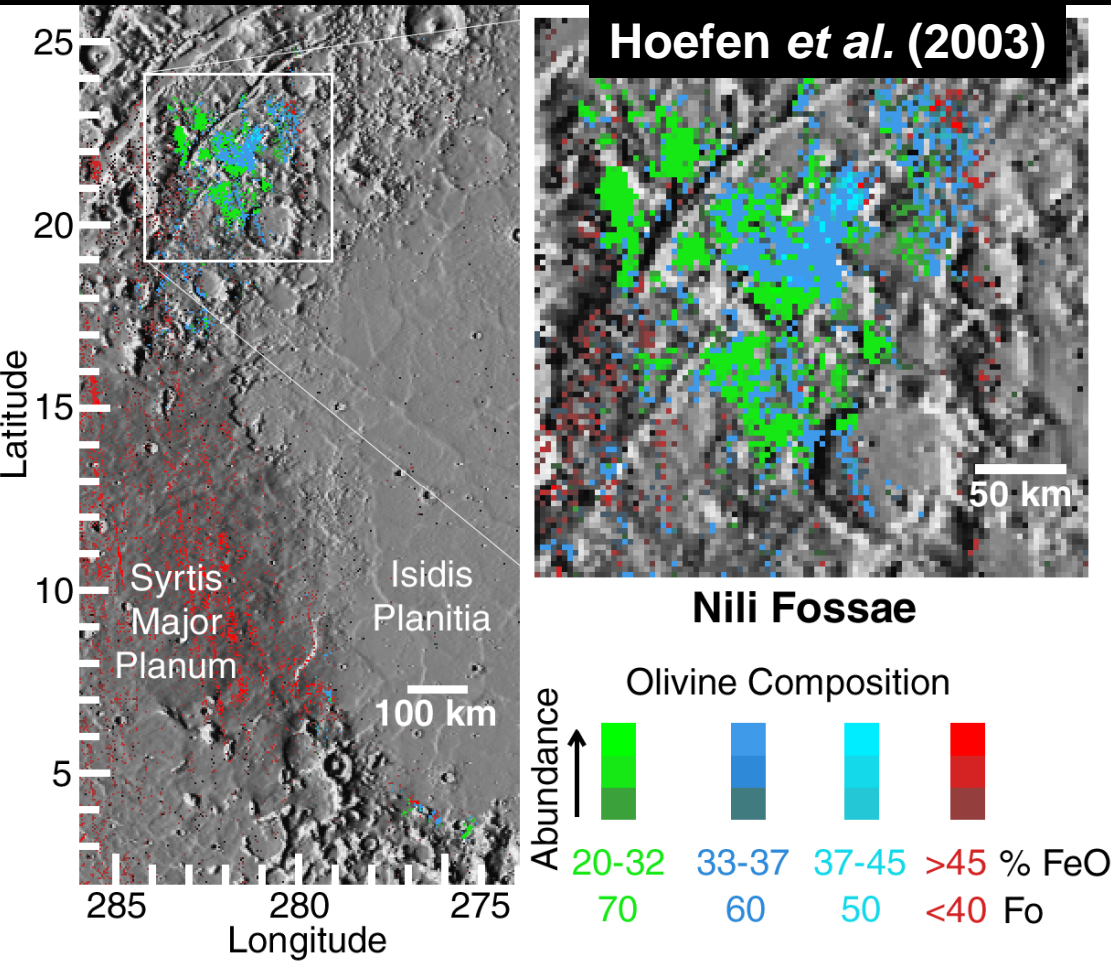 Hoefen et al. (2003)
25
20
15
10
5
Latitude
Syrtis
Major
Planum
Isidis
Planitia
100 km
285
280
275
Longitude
50 km
Nili Fossae
Olivine Composition
Abundance
20-32 33-37 37-45 >45 % FeO
70 60 50 <40 Fo